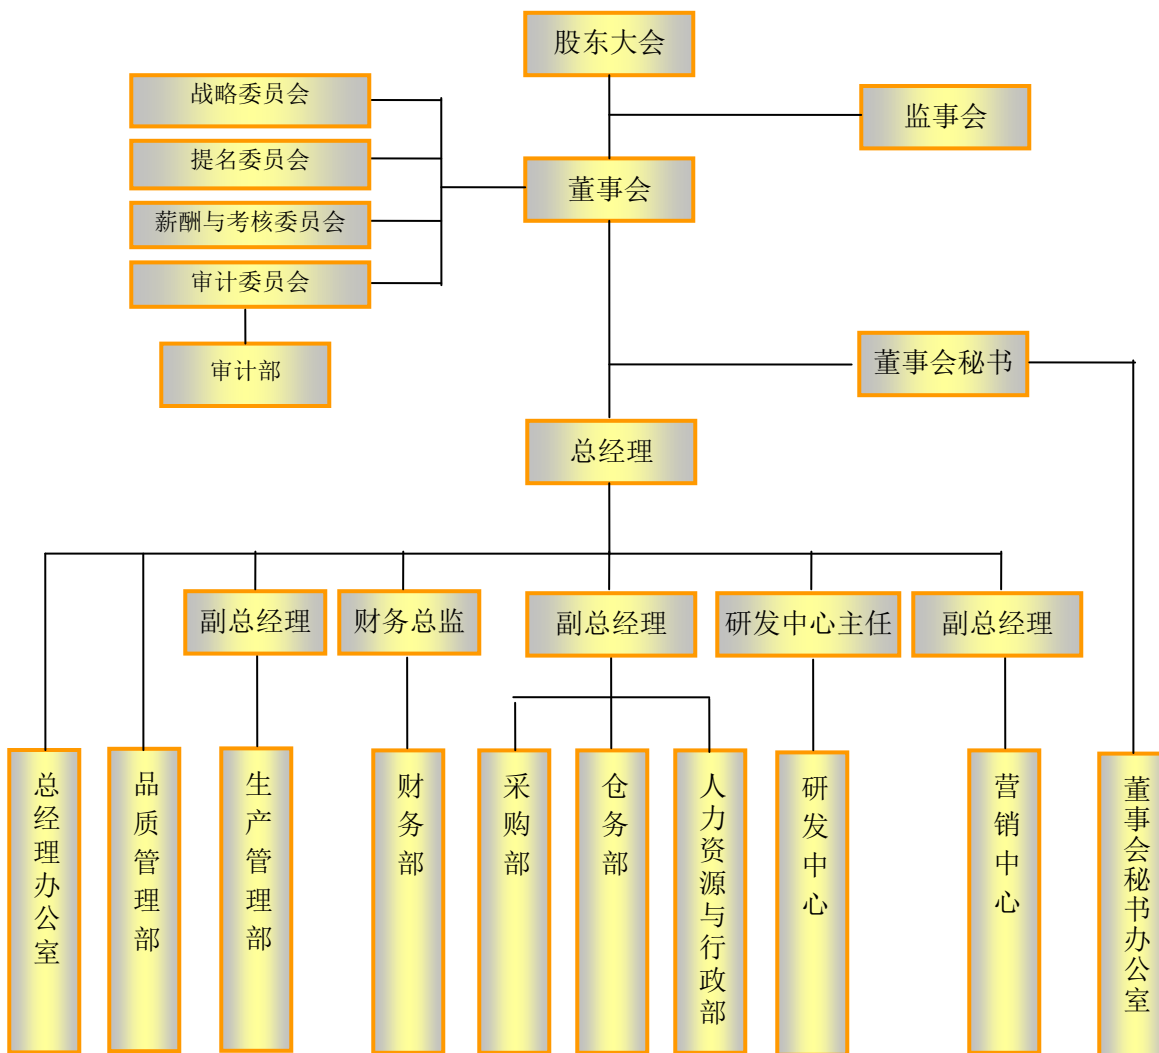 股东大会
战略委员会
监事会
提名委员会
董事会
薪酬与考核委员会
审计委员会
审计部
董事会秘书
总经理
副总经理
财务总监
副总经理
研发中心主任
副总经理
总经理办公室
品质管理部
生产管理部
财务部
采购部
仓务部
人力资源与行政部
研发中心
营销中心
董事会秘书办公室